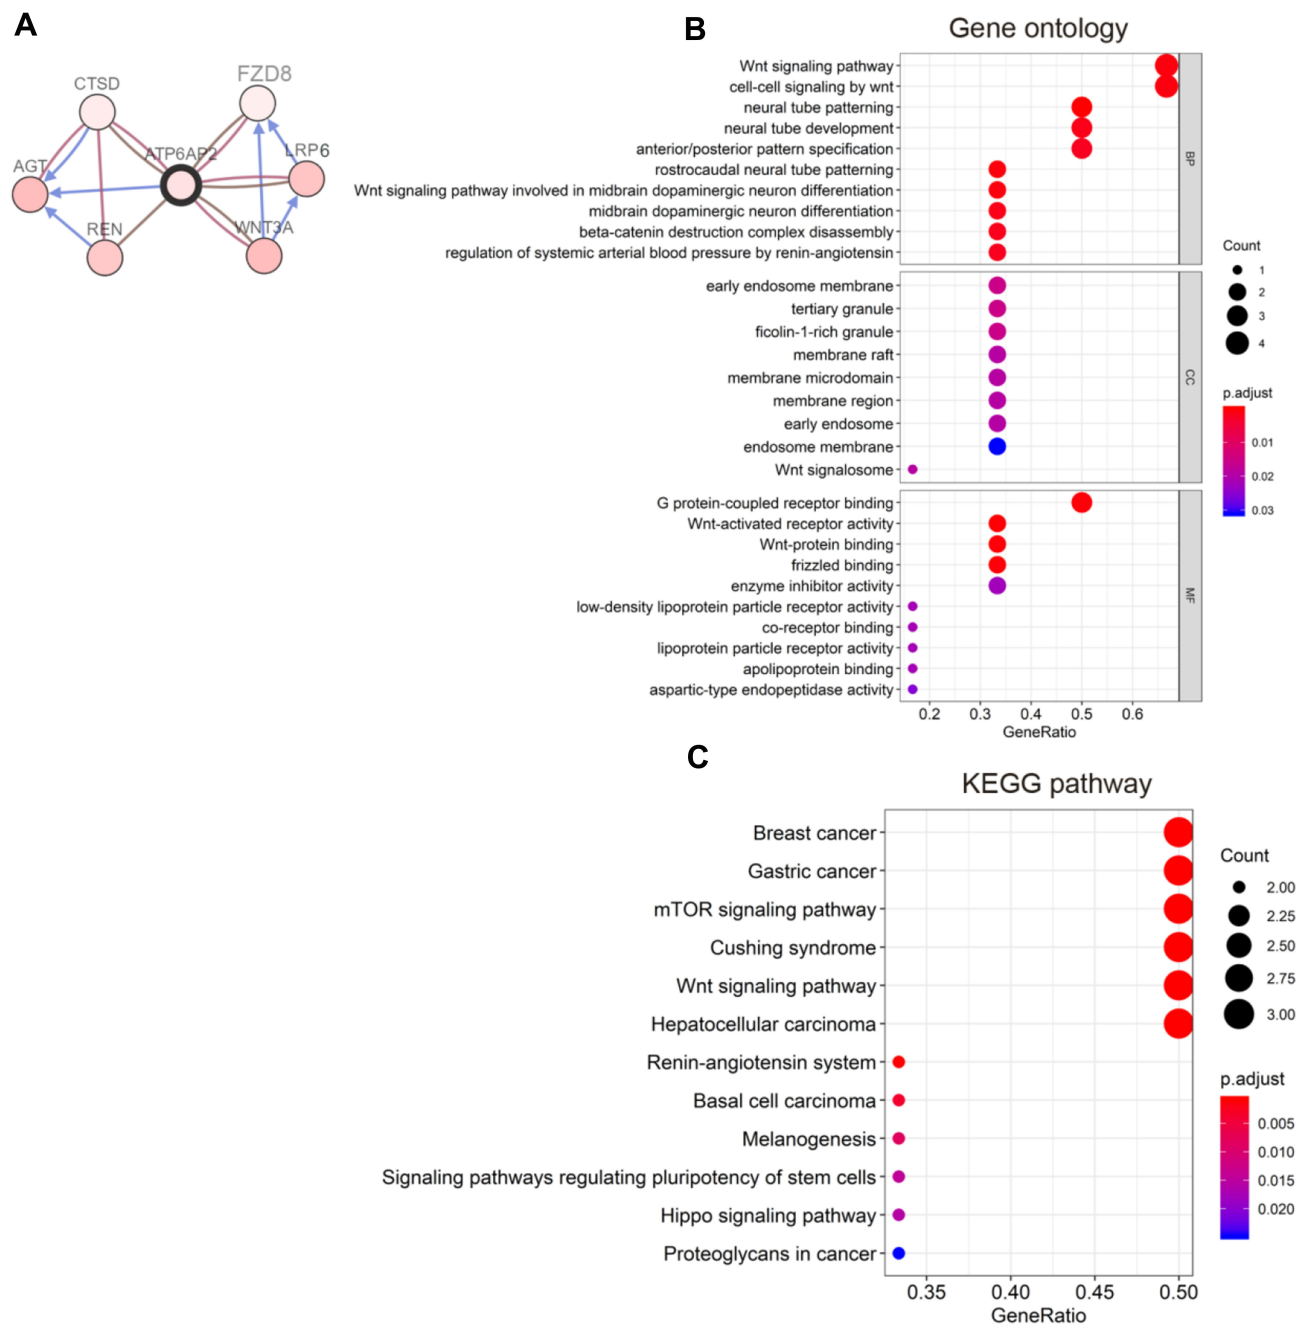 A
CTSD
FZD8
ATP6AP2
LRP6
AGT
REN
WNT3A
B
Gene ontology
Wnt signaling pathway
cell-cell signaling by wnt
neural tube patterning
neural tube development
anterior/posterior pattern specification
rostrocaudal neural tube patterning
Wnt signaling pathway involved in midbrain dopaminergic neuron differentiation
midbrain dopaminergic neuron differentiation
beta-catenin destruction complex disassembly
regulation of systemic arterial blood pressure by renin-angiotensin
BP
early endosome membrane
tertiary granule
ficolin-1-rich granule
membrane raft
membrane microdomain
membrane region
early endosome
endosome membrane
Wnt signalosome
CC
G protein-coupled receptor binding
Wnt-activated receptor activity
Wnt-protein binding
frizzled binding
enzyme inhibitor activity
low-density lipoprotein particle receptor activity
co-receptor binding
lipoprotein particle receptor activity
apolipoprotein binding
aspartic-type endopeptidase activity
MF
0.2 0.3 0.4 0.5 0.6
GeneRatio
Count
1
2
3
4
p.adjust
0.01
0.02
0.03
C
KEGG pathway
Breast cancer
Gastric cancer
mTOR signaling pathway
Cushing syndrome
Wnt signaling pathway
Hepatocellular carcinoma
Renin-angiotensin system
Basal cell carcinoma
Melanogenesis
Signaling pathways regulating pluripotency of stem cells
Hippo signaling pathway
Proteoglycans in cancer
0.35 0.40 0.45 0.50
GeneRatio
Count
2.00
2.25
2.50
2.75
3.00
p.adjust
0.005
0.010
0.015
0.020